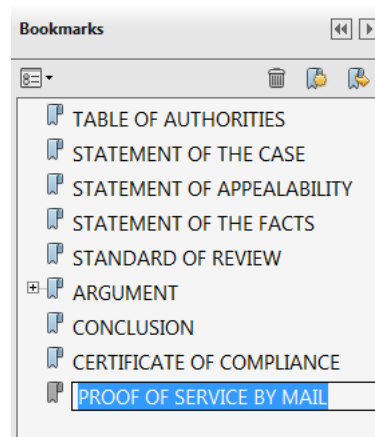 Bookmarks
TABLE OF AUTHORITIES
STATEMENT OF THE CASE
STATEMENT OF APPEALABILITY
STATEMENT OF THE FACTS
STANDARD OF REVIEW
ARGUMENT
CONCLUSION
CERTIFICATE OF COMPLIANCE
PROOF OF SERVICE BY MAIL